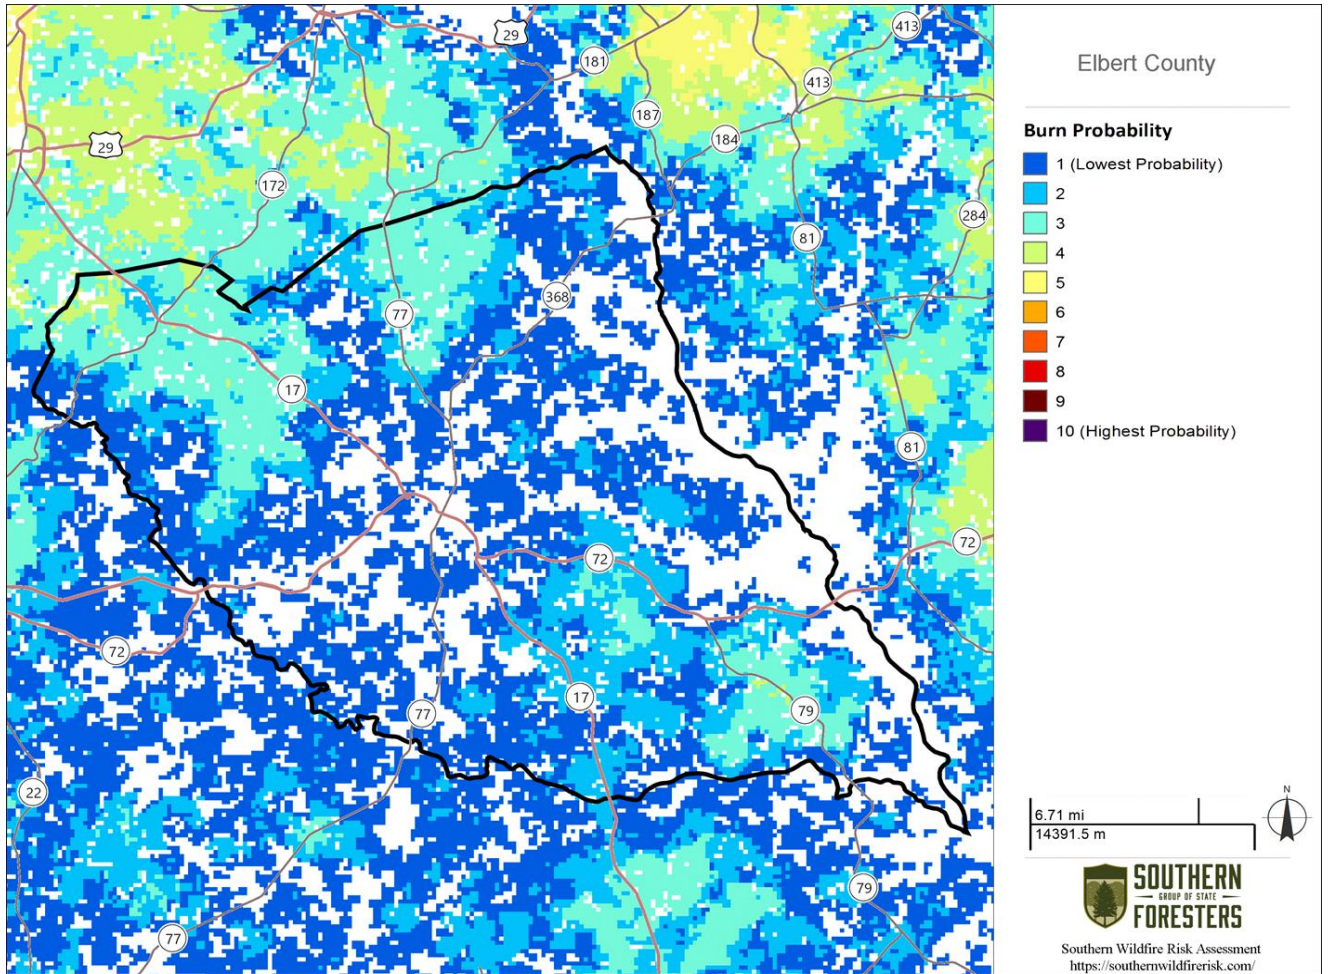 29
413
181
413
187
184
29
172
284
81
368
77
17
81
72
72
72
79
17
77
22
79
77
Elbert County
Burn Probability
1 (Lowest Probability)
2
3
4
5
6
7
8
9
10 (Highest Probability)
6.71 mi
14391.5 m
N
SOUTHERN
GROUP OF STATE
FORESTERS
Southern Wildfire Risk Assessment
https://southernwildfirerisk.com/